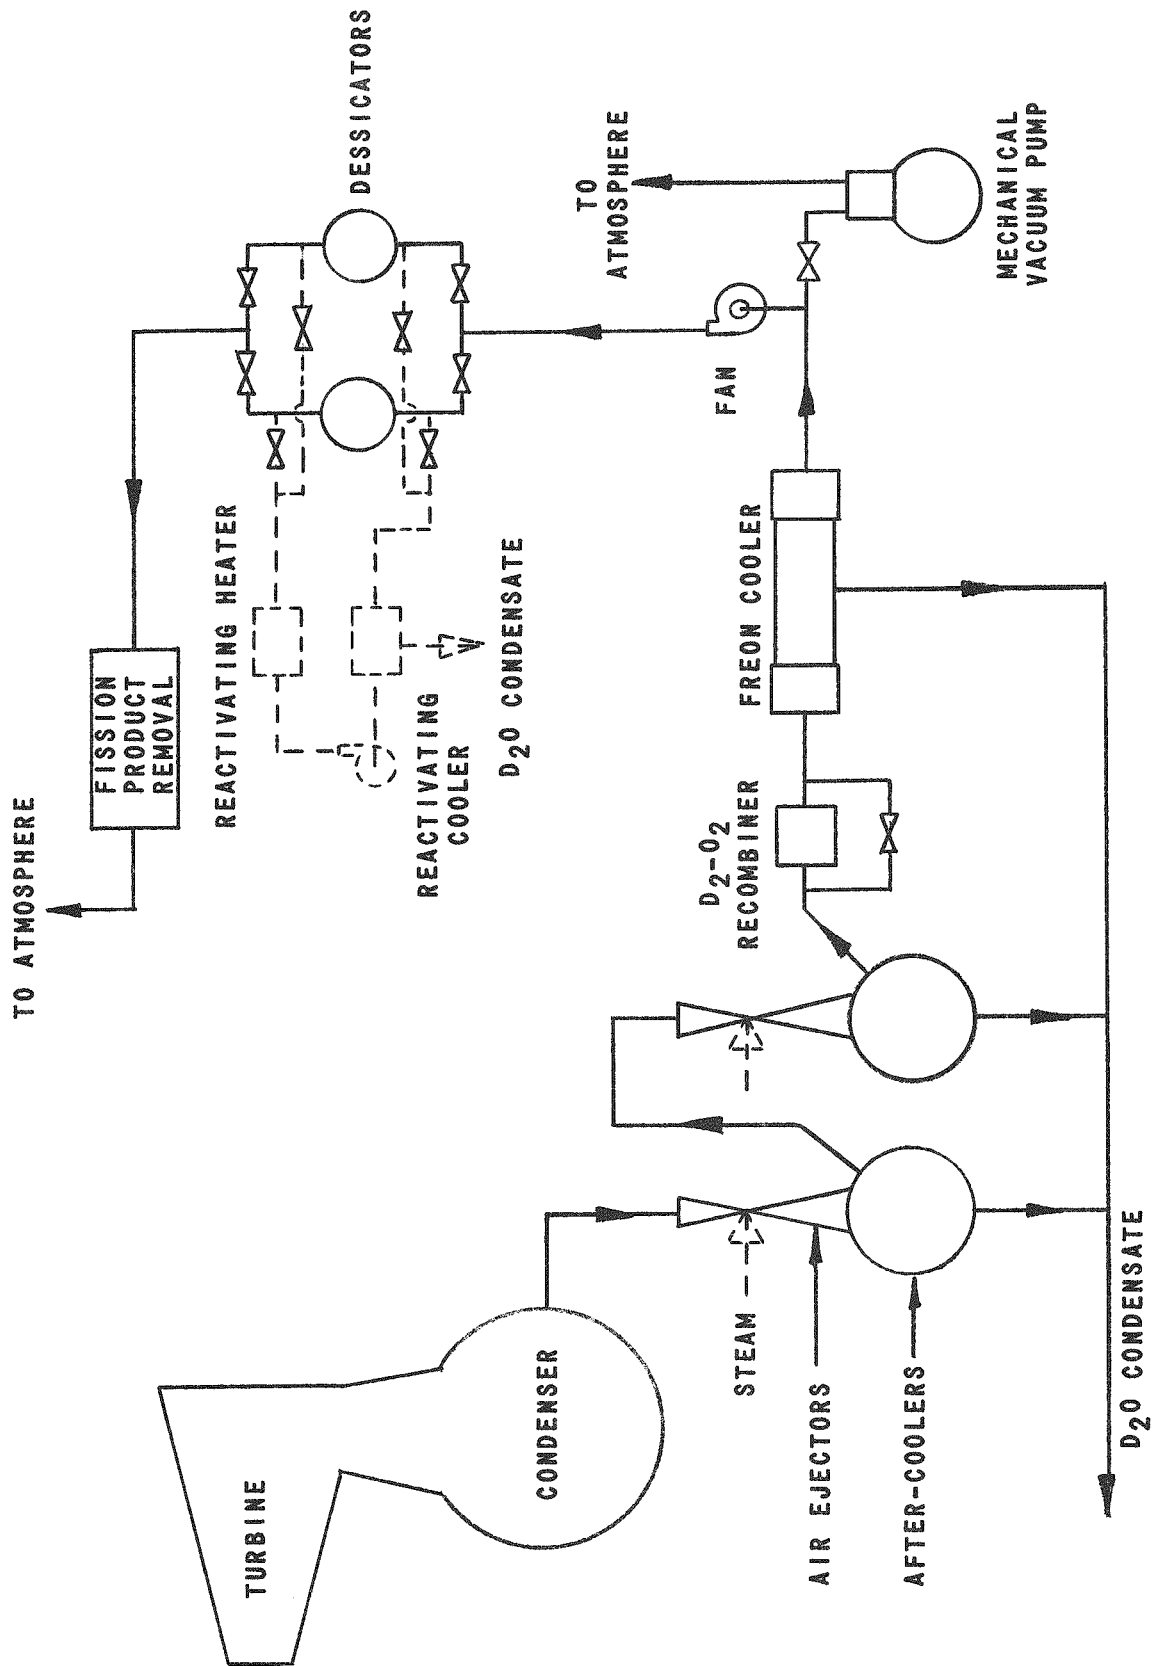 TURBINE
CONDENSER
STEAM
AIR EJECTORS
AFTER-COOLERS
D2O CONDENSATE
TO ATMOSPHERE
FISSION
PRODUCT
REMOVAL
REACTIVATING HEATER
REACTIVATING
COOLER
D2O CONDENSATE
D2-O2
RECOMBINER
FREON COOLER
FAN
DESSICATORS
TO
ATMOSPHERE
MECHANICAL
VACUUM PUMP